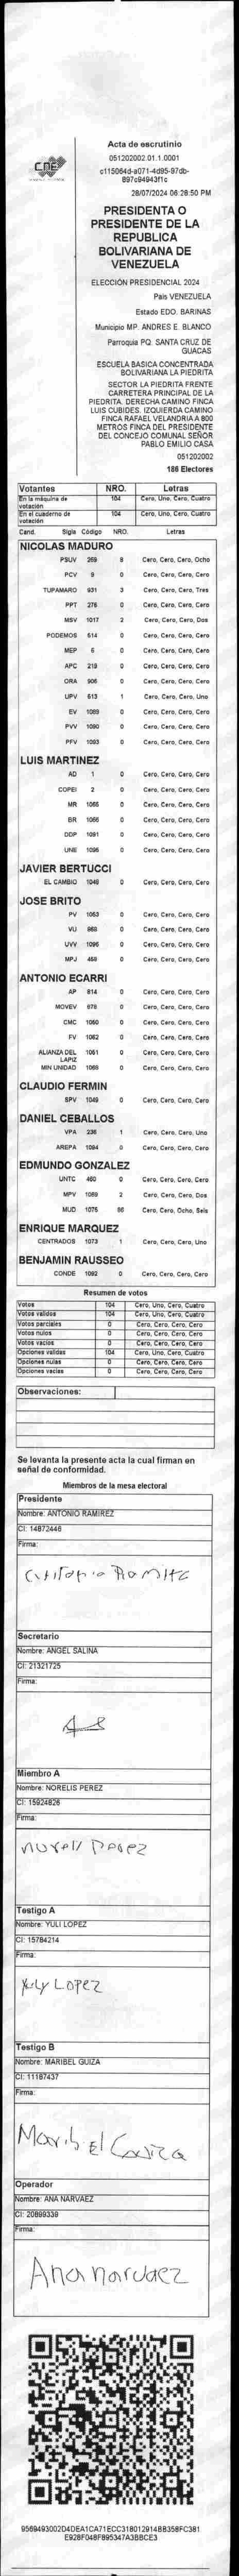 CNE
Acta de escrutinio
051202002.01.1.0001
c115064d-a071-4d95-97db-
897c94943f1c
28/07/2024 06:28:50 PM
PRESIDENTA O
PRESIDENTE DE LA
REPUBLICA
BOLIVARIANA DE
VENEZUELA
ELECCIÓN PRESIDENCIAL 2024
País VENEZUELA
Estado EDO. BARINAS
Municipio MP. ANDRES E. BLANCO
Parroquia PQ. SANTA CRUZ DE
GUACAS
ESCUELA BASICA CONCENTRADA
BOLIVARIANA LA PIEDRITA
SECTOR LA PIEDRITA FRENTE
CARRETERA PRINCIPAL DE LA
PIEDRITA. DERECHA CAMINO FINCA
LUIS CUBIDES. IZQUIERDA CAMINO
FINCA RAFAEL VELANDRIA A 800
METROS FINCA DEL PRESIDENTE
DEL CONCEJO COMUNAL SEÑOR
PABLO EMILIO CASA
051202002
186 Electores
Votantes NRO. Letras
En la máquina de votación 104 Cero, Uno, Cero, Cuatro
En el cuaderno de votación 104 Cero, Uno, Cero, Cuatro
Cand. Sigla Código NRO. Letras
NICOLAS MADURO
PSUV 269 8 Cero, Cero, Cero, Ocho
PCV 9 0 Cero, Cero, Cero, Cero
TUPAMARO 931 3 Cero, Cero, Cero, Tres
PPT 276 0 Cero, Cero, Cero, Cero
MSV 1017 2 Cero, Cero, Cero, Dos
PODEMOS 514 0 Cero, Cero, Cero, Cero
MEP 6 0 Cero, Cero, Cero, Cero
APC 219 0 Cero, Cero, Cero, Cero
ORA 906 0 Cero, Cero, Cero, Cero
UPV 613 1 Cero, Cero, Cero, Uno
EV 1089 0 Cero, Cero, Cero, Cero
PVV 1090 0 Cero, Cero, Cero, Cero
PFV 1093 0 Cero, Cero, Cero, Cero
LUIS MARTINEZ
AD 1 0 Cero, Cero, Cero, Cero
COPEI 2 0 Cero, Cero, Cero, Cero
MR 1065 0 Cero, Cero, Cero, Cero
BR 1066 0 Cero, Cero, Cero, Cero
DDP 1091 0 Cero, Cero, Cero, Cero
UNE 1095 0 Cero, Cero, Cero, Cero
JAVIER BERTUCCI
EL CAMBIO 1048 0 Cero, Cero, Cero, Cero
JOSE BRITO
PV 1053 0 Cero, Cero, Cero, Cero
VU 868 0 Cero, Cero, Cero, Cero
UVV 1096 0 Cero, Cero, Cero, Cero
MPJ 459 0 Cero, Cero, Cero, Cero
ANTONIO ECARRI
AP 814 0 Cero, Cero, Cero, Cero
MOVEV 878 0 Cero, Cero, Cero, Cero
CMC 1060 0 Cero, Cero, Cero, Cero
FV 1062 0 Cero, Cero, Cero, Cero
ALIANZA DEL LAPIZ 1051 0 Cero, Cero, Cero, Cero
MIN UNIDAD 1068 0 Cero, Cero, Cero, Cero
CLAUDIO FERMIN
SPV 1049 0 Cero, Cero, Cero, Cero
DANIEL CEBALLOS
VPA 236 1 Cero, Cero, Cero, Uno
AREPA 1094 0 Cero, Cero, Cero, Cero
EDMUNDO GONZALEZ
UNTC 460 0 Cero, Cero, Cero, Cero
MPV 1069 2 Cero, Cero, Cero, Dos
MUD 1075 86 Cero, Cero, Ocho, Seis
ENRIQUE MARQUEZ
CENTRADOS 1073 1 Cero, Cero, Cero, Uno
BENJAMIN RAUSSEO
CONDE 1092 0 Cero, Cero, Cero, Cero
Resumen de votos
Votos 104 Cero, Uno, Cero, Cuatro
Votos validos 104 Cero, Uno, Cero, Cuatro
Votos parciales 0 Cero, Cero, Cero, Cero
Votos nulos 0 Cero, Cero, Cero, Cero
Votos vacios 0 Cero, Cero, Cero, Cero
Opciones validas 104 Cero, Uno, Cero, Cuatro
Opciones nulas 0 Cero, Cero, Cero, Cero
Opciones vacias 0 Cero, Cero, Cero, Cero
Observaciones:
Se levanta la presente acta la cual firman en
señal de conformidad.
Miembros de la mesa electoral
Presidente
Nombre: ANTONIO RAMIREZ
CI: 14872446
Firma:
Secretario
Nombre: ANGEL SALINA
CI: 21321725
Firma:
Miembro A
Nombre: NORELIS PEREZ
CI: 15924826
Firma:
Perez
Testigo A
Nombre: YULI LOPEZ
CI: 15784214
Firma:
LOPEZ
Testigo B
Nombre: MARIBEL GUIZA
CI: 11187437
Firma:
Marib El Guiza
Operador
Nombre: ANA NARVAEZ
CI: 20899339
Firma:
Ana narvaez
9569493002D4DEA1CA71ECC318012914BB358FC381
E928F048F895347A3BBCE3